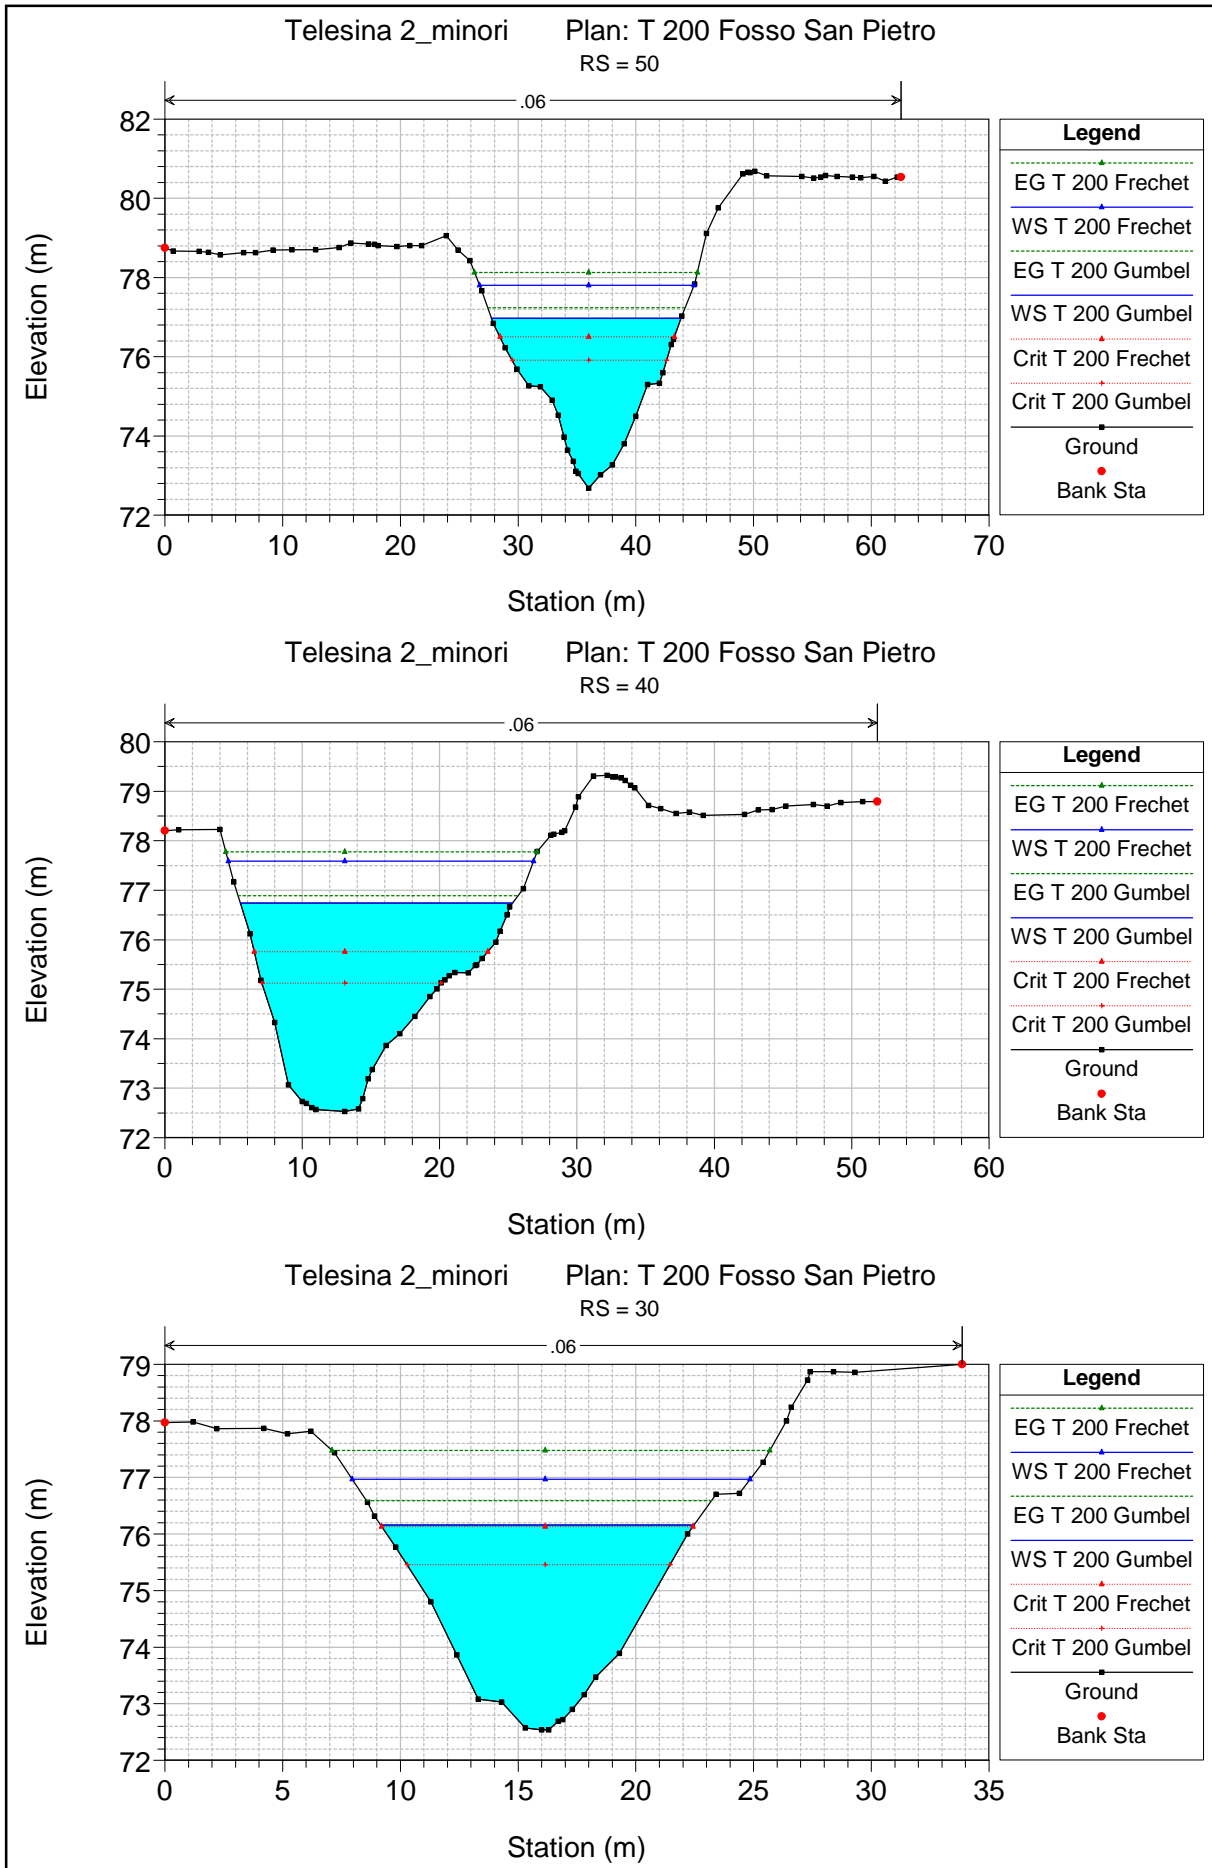 Telesina 2_minori Plan: T 200 Fosso San Pietro
RS = 50
.06
82
80
78
76
74
72
0 10 20 30 40 50 60 70
Elevation (m)
Station (m)
Legend
EG T 200 Frechet
WS T 200 Frechet
EG T 200 Gumbel
WS T 200 Gumbel
Crit T 200 Frechet
Crit T 200 Gumbel
Ground
Bank Sta
Telesina 2_minori Plan: T 200 Fosso San Pietro
RS = 40
.06
80
79
78
77
76
75
74
73
72
0 10 20 30 40 50 60
Elevation (m)
Station (m)
Legend
EG T 200 Frechet
WS T 200 Frechet
EG T 200 Gumbel
WS T 200 Gumbel
Crit T 200 Frechet
Crit T 200 Gumbel
Ground
Bank Sta
Telesina 2_minori Plan: T 200 Fosso San Pietro
RS = 30
.06
79
78
77
76
75
74
73
72
0 5 10 15 20 25 30 35
Elevation (m)
Station (m)
Legend
EG T 200 Frechet
WS T 200 Frechet
EG T 200 Gumbel
WS T 200 Gumbel
Crit T 200 Frechet
Crit T 200 Gumbel
Ground
Bank Sta